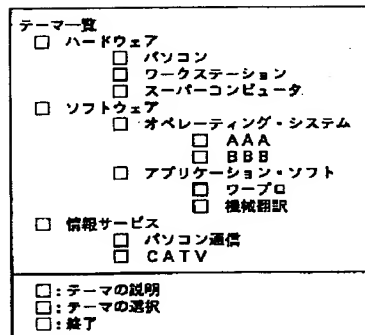 テーマ一覧
□ ハードウェア
□ パソコン
□ ワークステーション
□ スーパーコンピュータ
□ ソフトウェア
□ オペレーティング・システム
□ AAA
□ BBB
□ アプリケーション・ソフト
□ ワープロ
□ 機械翻訳
□ 情報サービス
□ パソコン通信
□ CATV
□:テーマの説明
□:テーマの選択
□:終了